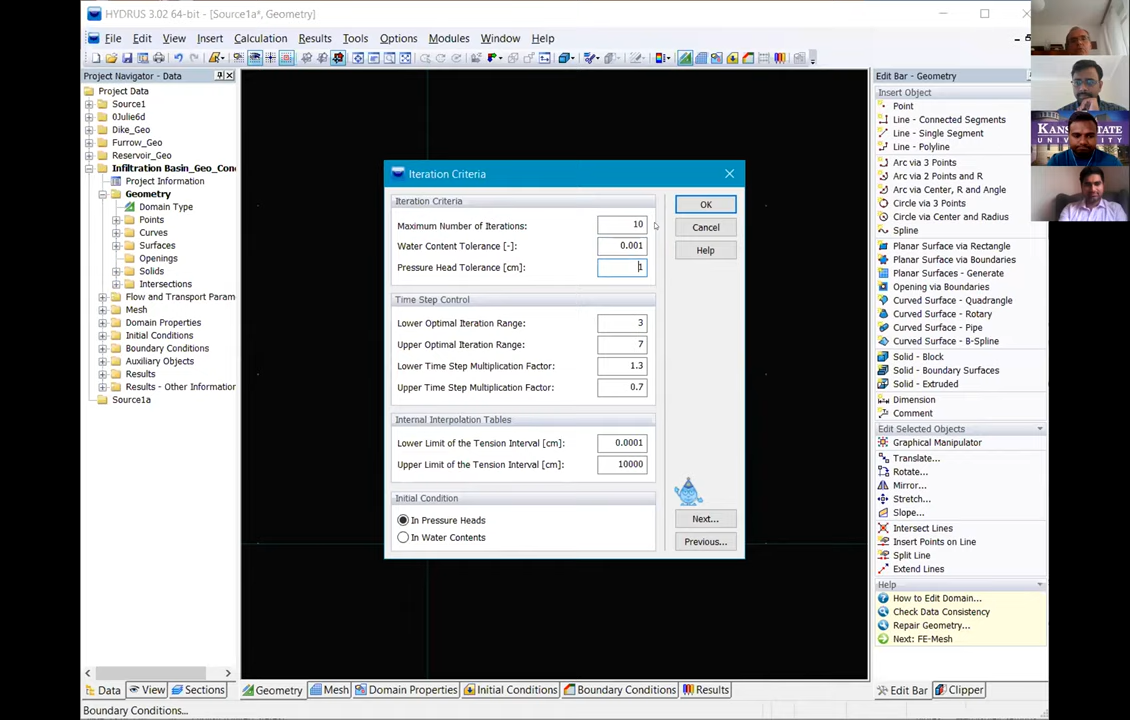 HYDRUS 3.02 64-bit - [Source1a*, Geometry]
File Edit View Insert Calculation Results Tools Options Modules Window Help
Project Navigator - Data
Project Data
Source1
0Julie6d
Dike_Geo
Furrow_Geo
Reservoir_Geo
Infiltration Basin_Geo_Con
Project Information
Geometry
Domain Type
Points
Curves
Surfaces
Openings
Solids
Intersections
Flow and Transport Param
Mesh
Domain Properties
Initial Conditions
Boundary Conditions
Auxiliary Objects
Results
Results - Other Information
Source1a
Data View Sections
Iteration Criteria
Iteration Criteria
Maximum Number of Iterations: 10
Water Content Tolerance [-]: 0.001
Pressure Head Tolerance [cm]: 1
Time Step Control
Lower Optimal Iteration Range: 3
Upper Optimal Iteration Range: 7
Lower Time Step Multiplication Factor: 1.3
Upper Time Step Multiplication Factor: 0.7
Internal Interpolation Tables
Lower Limit of the Tension Interval [cm]: 0.0001
Upper Limit of the Tension Interval [cm]: 10000
Initial Condition
In Pressure Heads
In Water Contents
OK
Cancel
Help
Next...
Previous...
Geometry Mesh Domain Properties Initial Conditions Boundary Conditions Results
Edit Bar - Geometry
Insert Object
Point
Line - Connected Segments
Line - Single Segment
Line - Polyline
Arc via 3 Points
Arc via 2 Points and R
Arc via Center, R and Angle
Circle via 3 Points
Circle via Center and Radius
Spline
Planar Surface via Rectangle
Planar Surface via Boundaries
Planar Surfaces - Generate
Opening via Boundaries
Curved Surface - Quadrangle
Curved Surface - Rotary
Curved Surface - Pipe
Curved Surface - B-Spline
Solid - Block
Solid - Boundary Surfaces
Solid - Extruded
Dimension
Comment
Edit Selected Objects
Graphical Manipulator
Translate...
Rotate...
Mirror...
Stretch...
Slope...
Intersect Lines
Insert Points on Line
Split Line
Extend Lines
Help
How to Edit Domain...
Check Data Consistency
Repair Geometry...
Next: FE-Mesh
Edit Bar Clipper
Boundary Conditions...